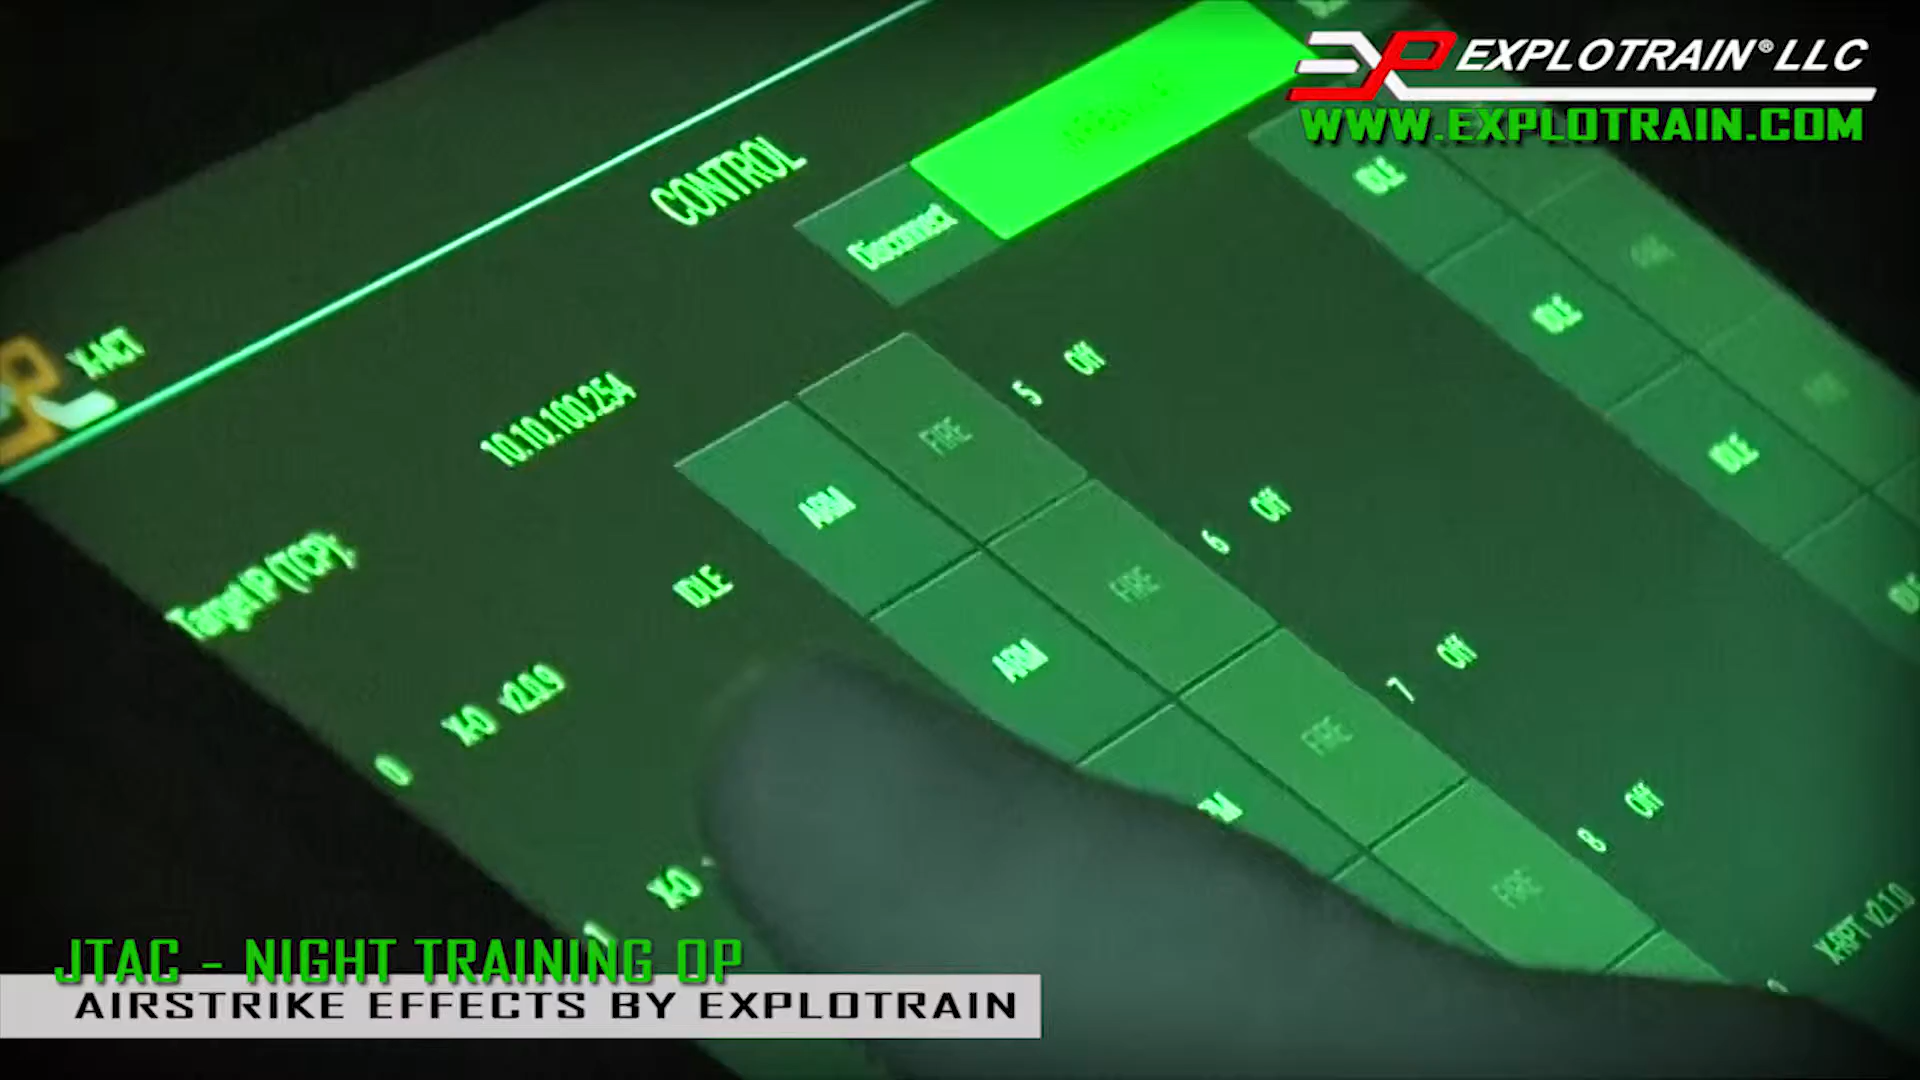 EXPLOTRAIN® LLC
WWW.EXPLOTRAIN.COM
CONTROL
Disconnect
X-ACT
10.10.100.254
Target IP (TCP):
0 X-O v2.0.9 IDLE ARM FIRE 5 Off IDLE
1 X-O ARM FIRE 6 Off IDLE
FIRE 7 Off IDLE
FIRE 8 Off
X-RPT v2.1.0
JTAC - NIGHT TRAINING OP
AIRSTRIKE EFFECTS BY EXPLOTRAIN